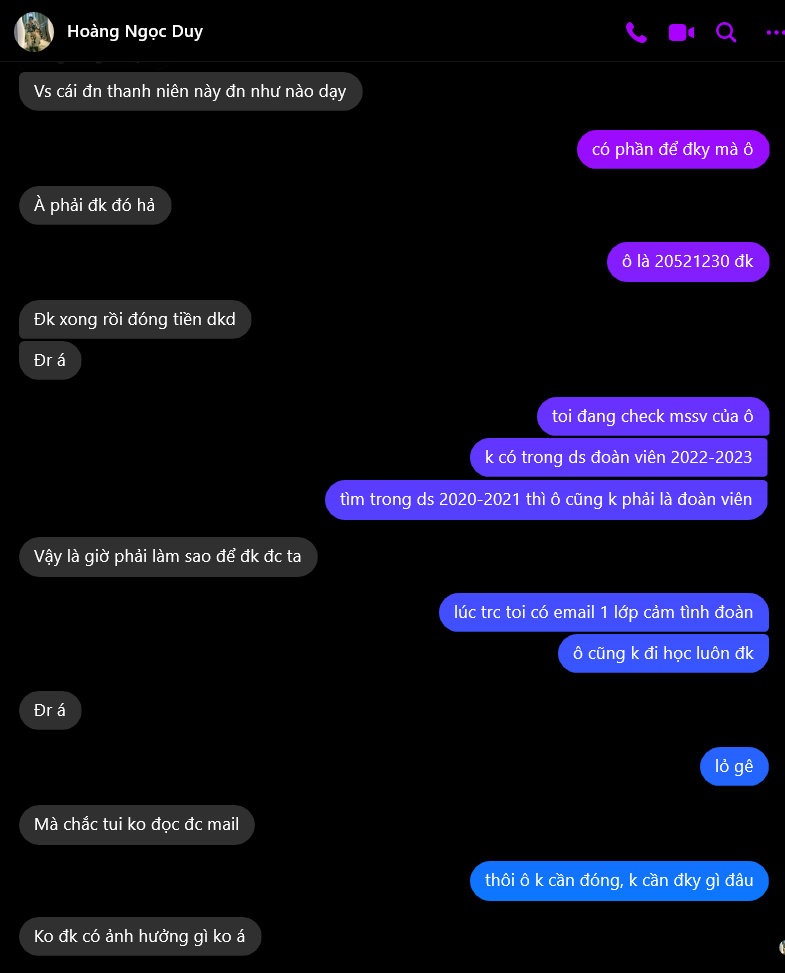 Hoàng Ngọc Duy
Vs cái đn thanh niên này đn như nào dạy
có phần để đky mà ô
À phải đk đó hả
ô là 20521230 đk
Đk xong rồi đóng tiền dkd
Đr á
toi đang check mssv của ô
k có trong ds đoàn viên 2022-2023
tìm trong ds 2020-2021 thì ô cũng k phải là đoàn viên
Vậy là giờ phải làm sao để đk đc ta
lúc trc toi có email 1 lớp cảm tình đoàn
ô cũng k đi học luôn đk
Đr á
lỏ gê
Mà chắc tui ko đọc đc mail
thôi ô k cần đóng, k cần đky gì đâu
Ko đk có ảnh hưởng gì ko á